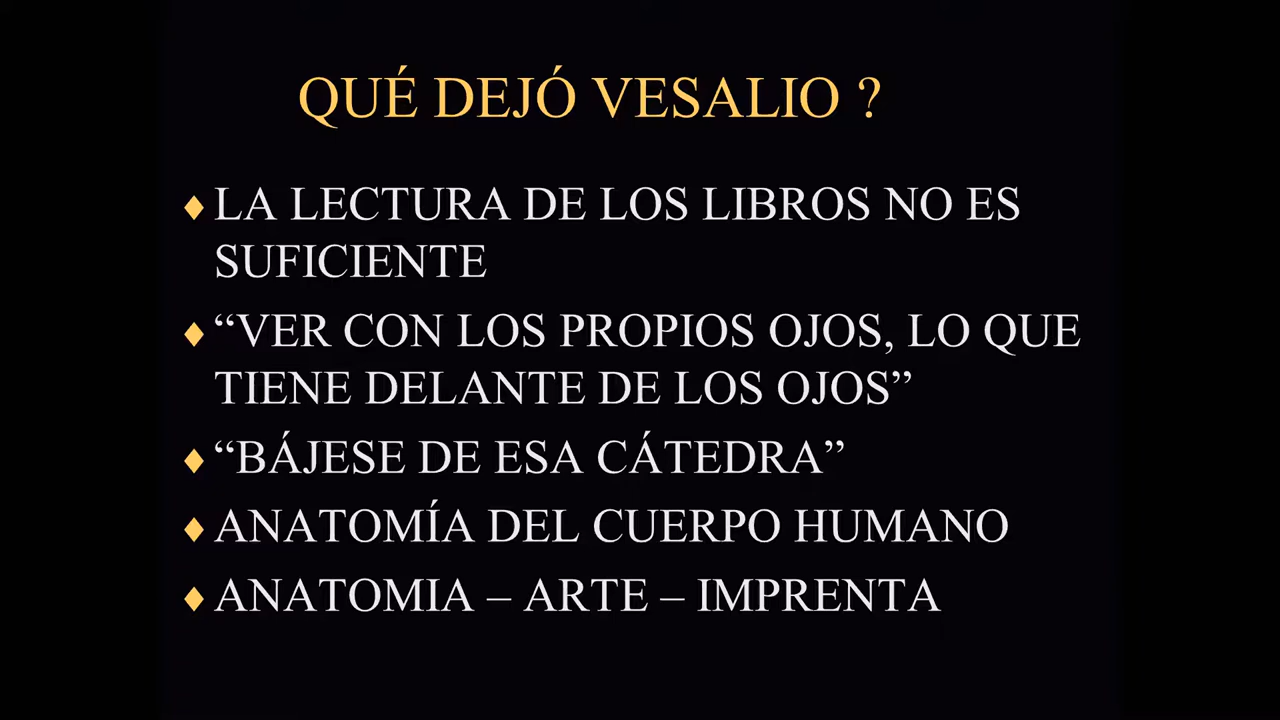 QUÉ DEJÓ VESALIO ?
♦LA LECTURA DE LOS LIBROS NO ES
SUFICIENTE
♦“VER CON LOS PROPIOS OJOS, LO QUE
TIENE DELANTE DE LOS OJOS”
♦“BÁJESE DE ESA CÁTEDRA”
♦ANATOMÍA DEL CUERPO HUMANO
♦ANATOMIA – ARTE – IMPRENTA